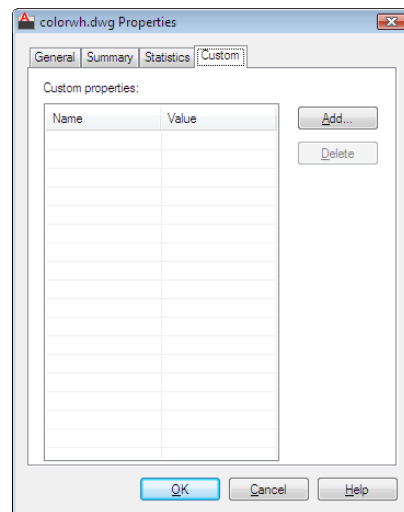 colorwh.dwg Properties
General Summary Statistics Custom
Custom properties:
Name Value
Add...
Delete
OK Cancel Help